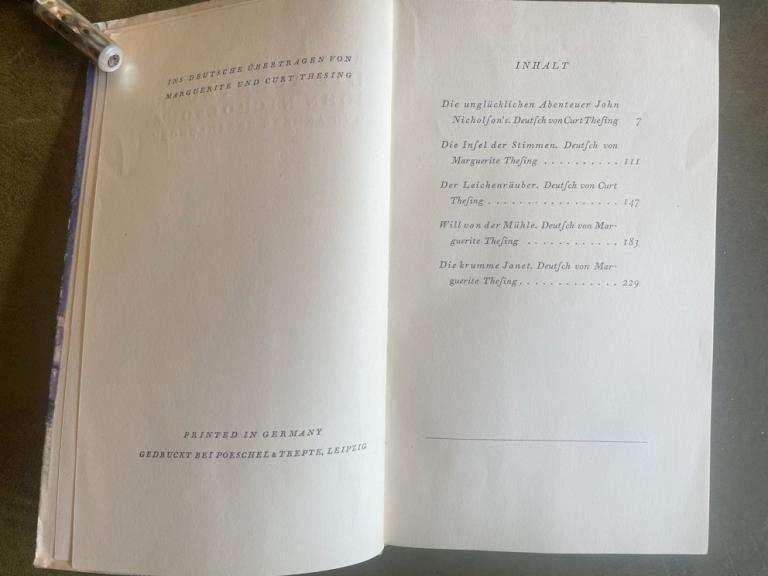 INS DEUTSCHE ÜBERTRAGEN VON
MARGUERITE UND CURT THESING
PRINTED IN GERMANY
GEDRUCKT BEI POESCHEL & TREPTE, LEIPZIG
INHALT
Die unglücklichen Abenteuer John
Nicholſon's. Deutſch von Curt Theſing 7
Die Inſel der Stimmen. Deutſch von
Marguerite Theſing . . . . . . . . . . 111
Der Leichenräuber. Deutſch von Curt
Theſing . . . . . . . . . . . . . . . . . 147
Will von der Mühle. Deutſch von Mar-
guerite Theſing . . . . . . . . . . . . 183
Die krumme Janet. Deutſch von Mar-
guerite Theſing . . . . . . . . . . . . . 229